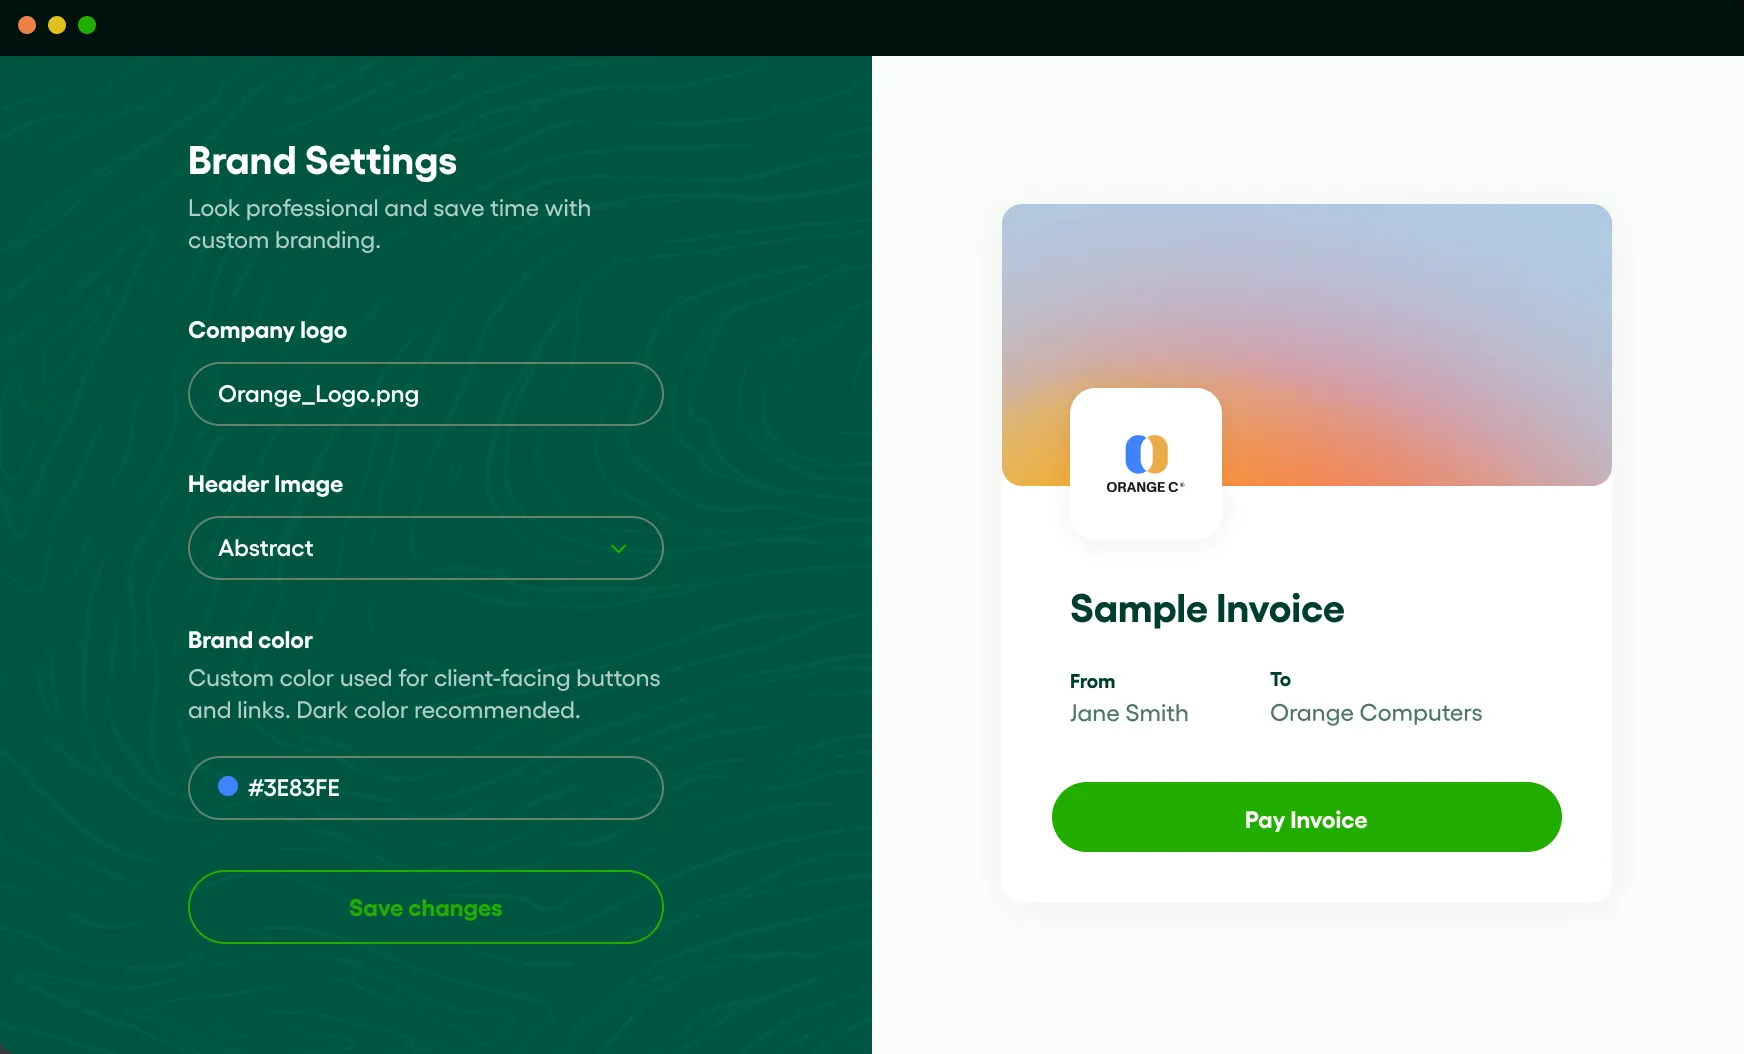 Brand Settings
Look professional and save time with
custom branding.
Company logo
Orange_Logo.png
Header Image
Abstract
Brand color
Custom color used for client-facing buttons
and links. Dark color recommended.
#3E83FE
Save changes
ORANGE C®
Sample Invoice
From
Jane Smith
To
Orange Computers
Pay Invoice